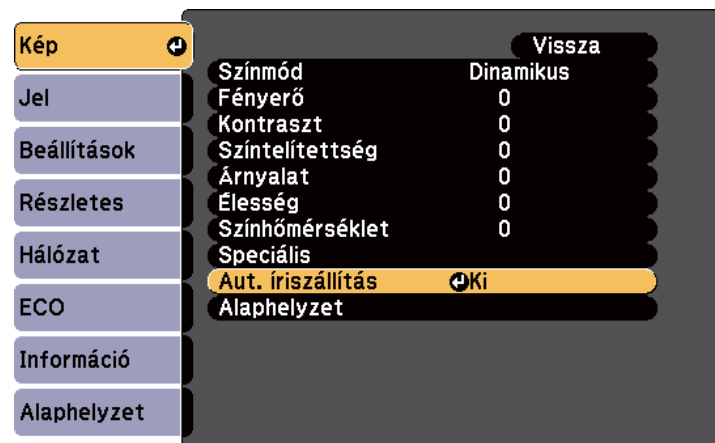 Kép
Jel
Beállítások
Részletes
Hálózat
ECO
Információ
Alaphelyzet
Vissza
Színmód Dinamikus
Fényerő 0
Kontraszt 0
Színtelítettség 0
Árnyalat 0
Élesség 0
Színhőmérséklet 0
Speciális
Aut. íriszállítás Ki
Alaphelyzet